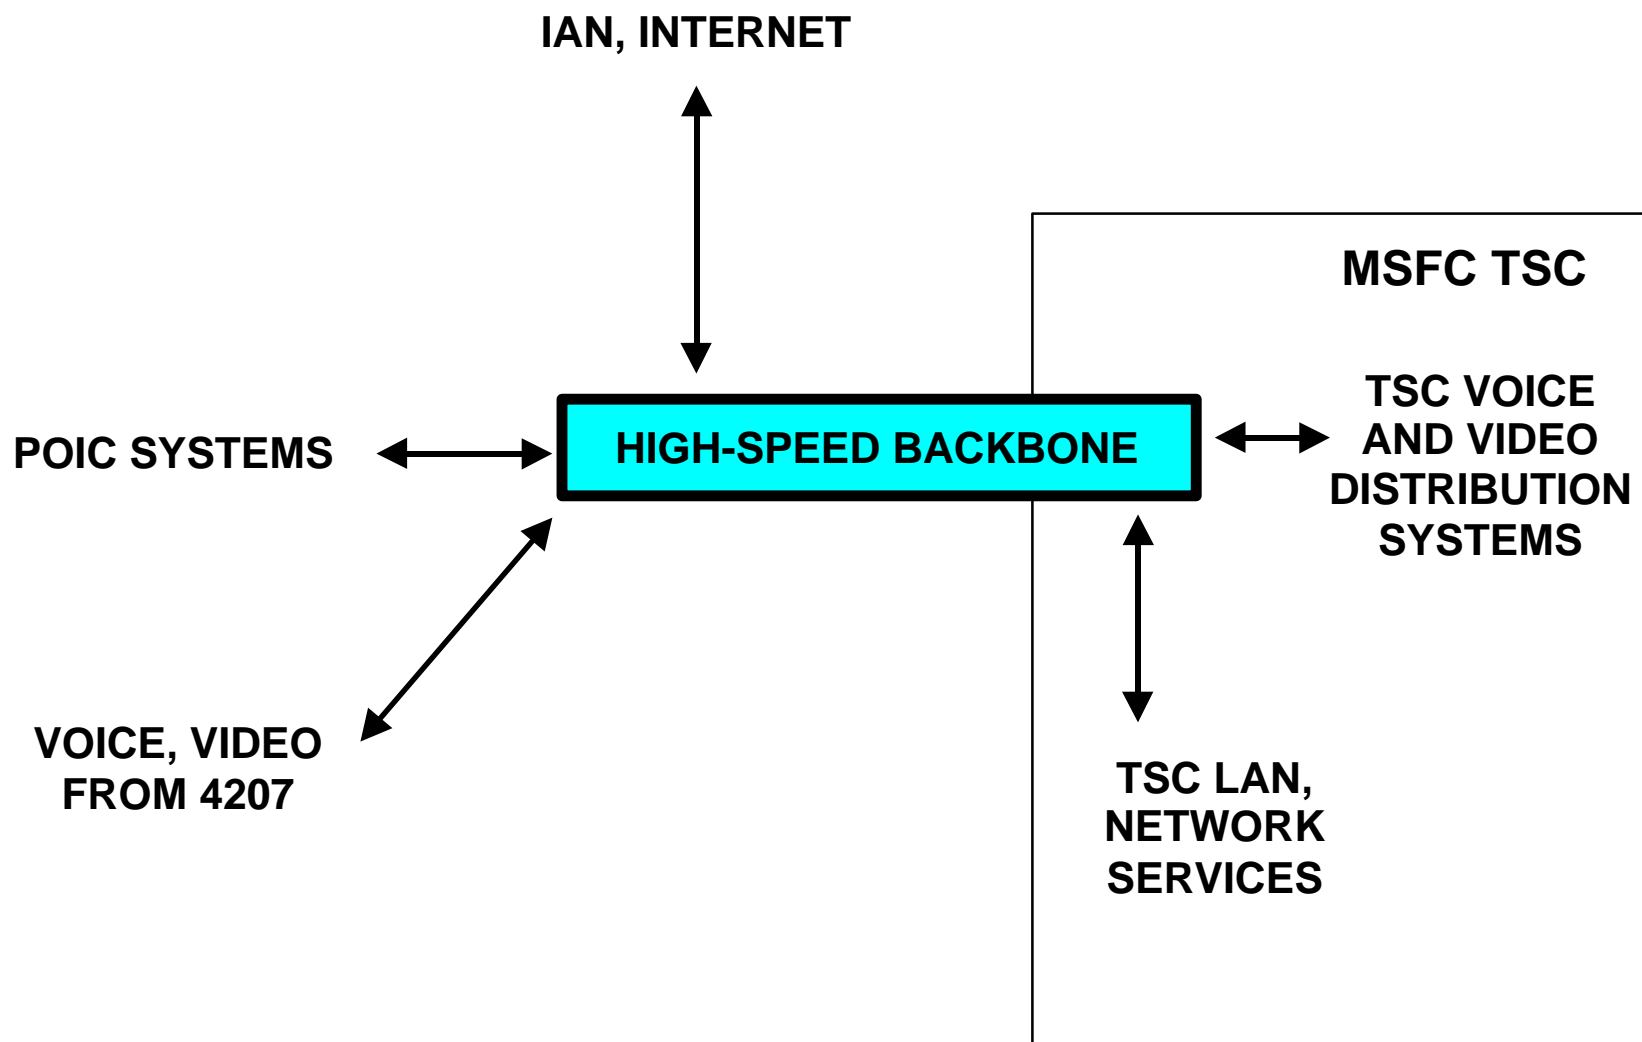 IAN, INTERNET
MSFC TSC
TSC VOICE
AND VIDEO
DISTRIBUTION
SYSTEMS
POIC SYSTEMS
HIGH-SPEED BACKBONE
VOICE, VIDEO
FROM 4207
TSC LAN,
NETWORK
SERVICES